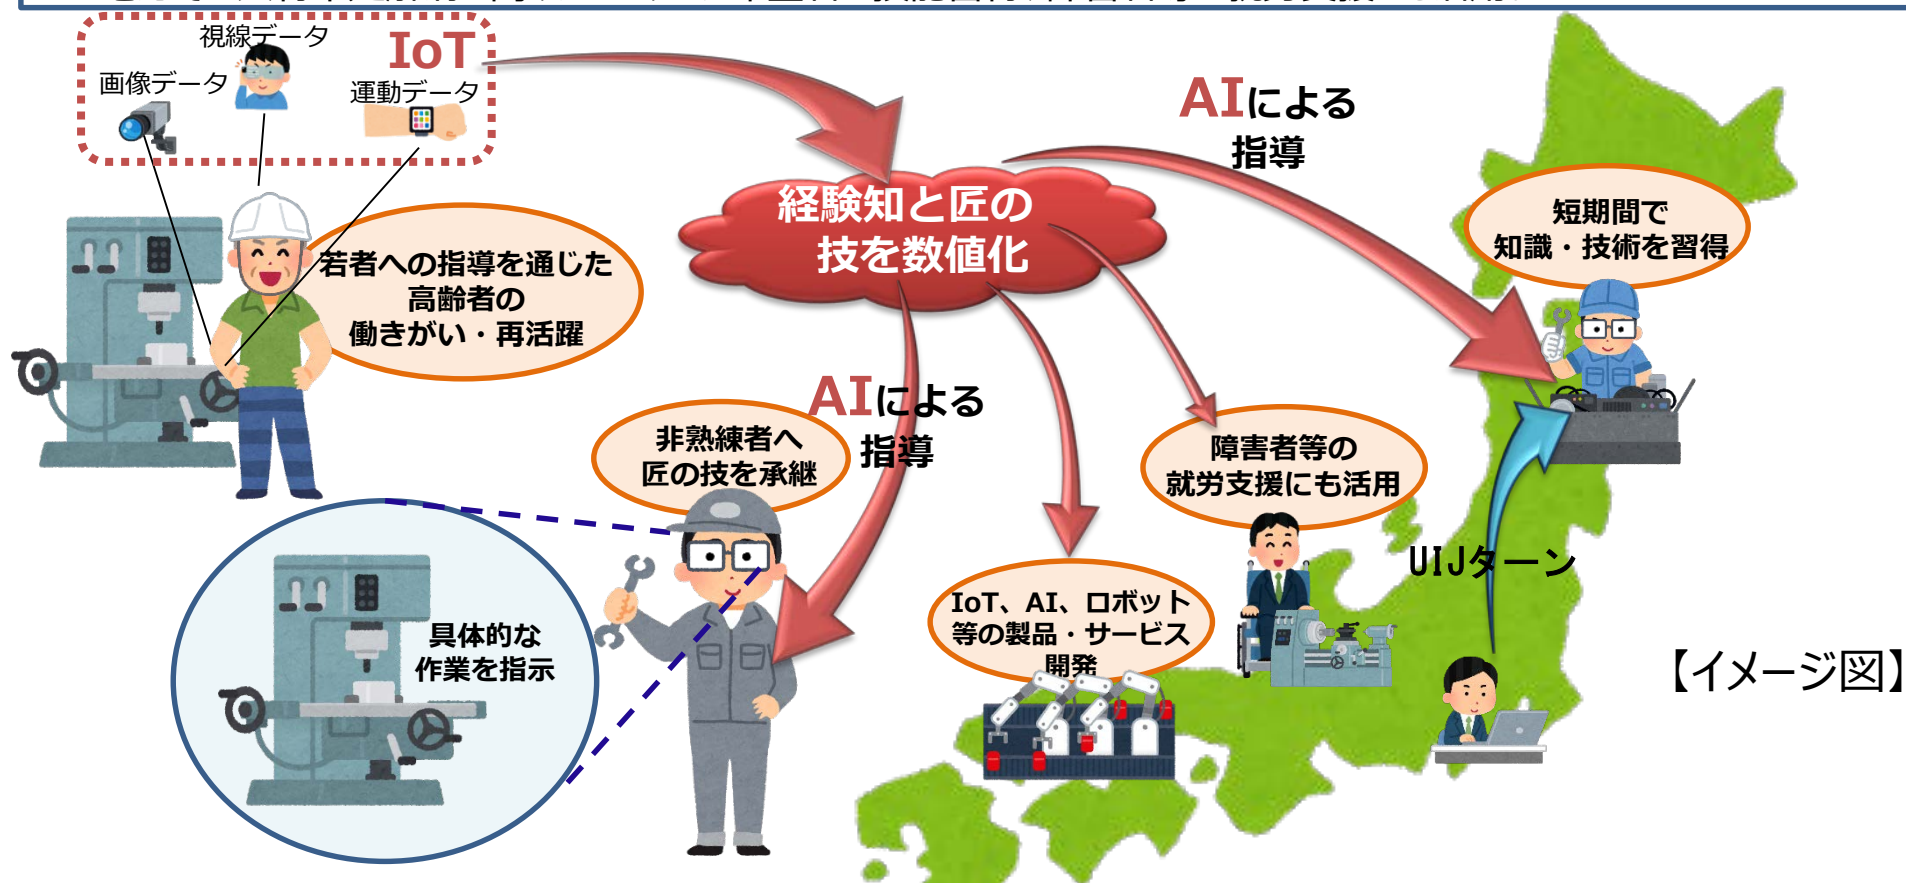 視線データ
IoT
画像データ
運動データ
AIによる
指導
経験知と匠の
技を数値化
短期間で
知識・技術を習得
若者への指導を通じた
高齢者の
働きがい・再活躍
AIによる
指導
非熟練者へ
匠の技を承継
障害者等の
就労支援にも活用
UIJターン
IoT、AI、ロボット
等の製品・サービス
開発
具体的な
作業を指示
【イメージ図】